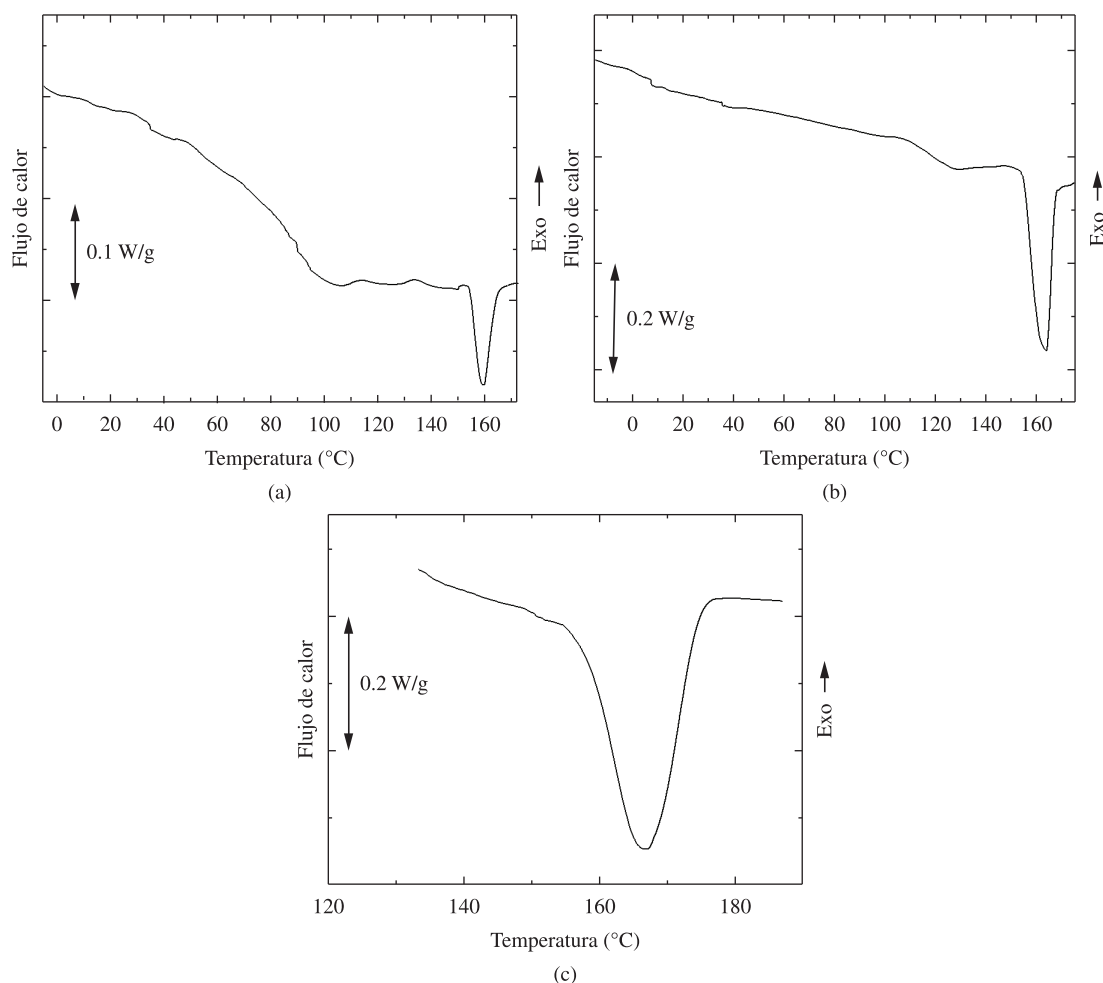 Flujo de calor
0.1 W/g
Exo
0 20 40 60 80 100 120 140 160
Temperatura (°C)
(a)
Flujo de calor
0.2 W/g
Exo
0 20 40 60 80 100 120 140 160
Temperatura (°C)
(b)
Flujo de calor
0.2 W/g
Exo
120 140 160 180
Temperatura (°C)
(c)